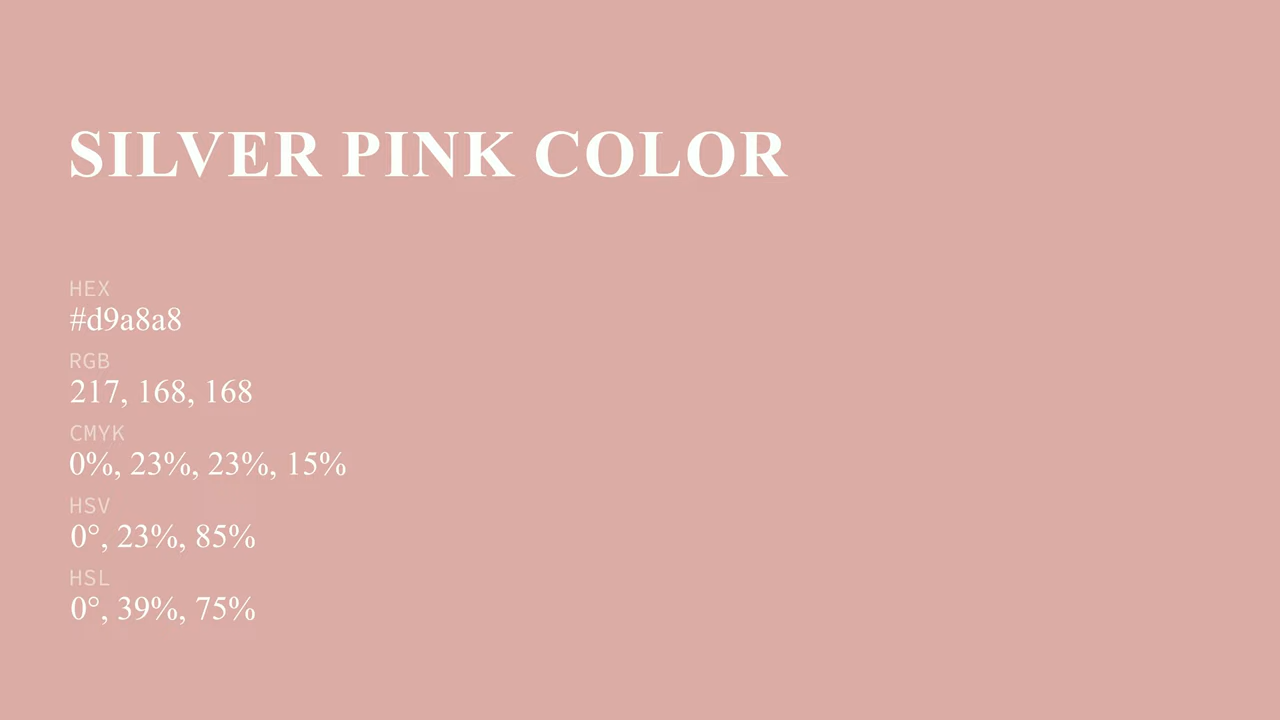 SILVER PINK COLOR
HEX
#d9a8a8
RGB
217, 168, 168
CMYK
0%, 23%, 23%, 15%
HSV
0°, 23%, 85%
HSL
0°, 39%, 75%